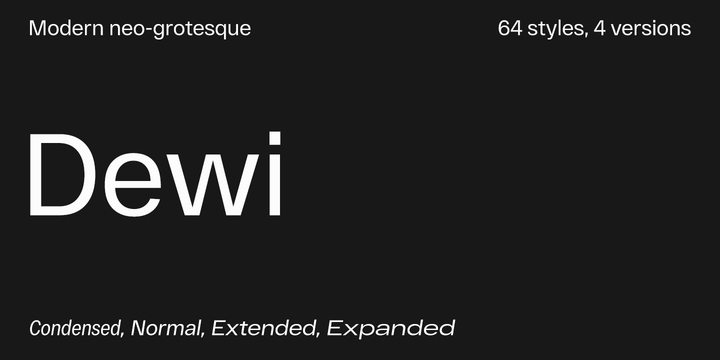 Modern neo-grotesque
64 styles, 4 versions
Dewi
Condensed, Normal, Extended, Expanded